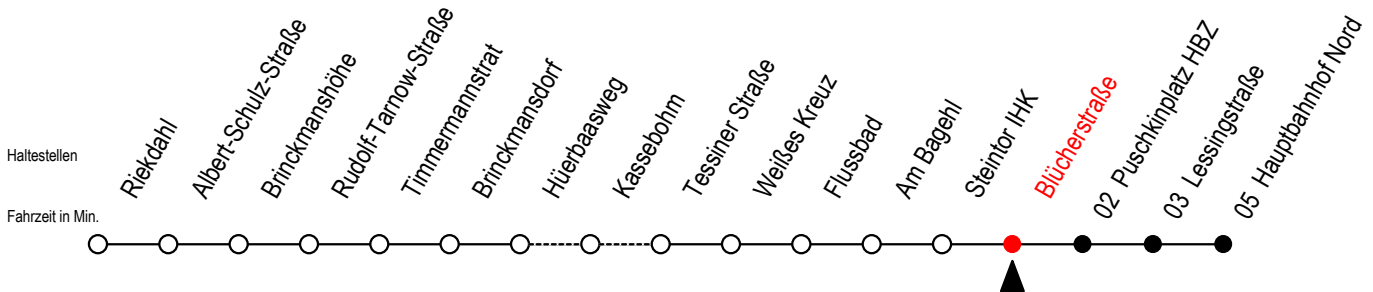 Haltestellen
Riekdahl
Albert-Schulz-Straße
Brinckmanshöhe
Rudolf-Tarnow-Straße
Timmermannstrat
Brinckmansdorf
Hüerbaasweg
Kassebohm
Tessiner Straße
Weißes Kreuz
Flussbad
Am Bagehl
Steintor IHK
Blücherstraße
02 Puschkinplatz HBZ
03 Lessingstraße
05 Hauptbahnhof Nord
Fahrzeit in Min.